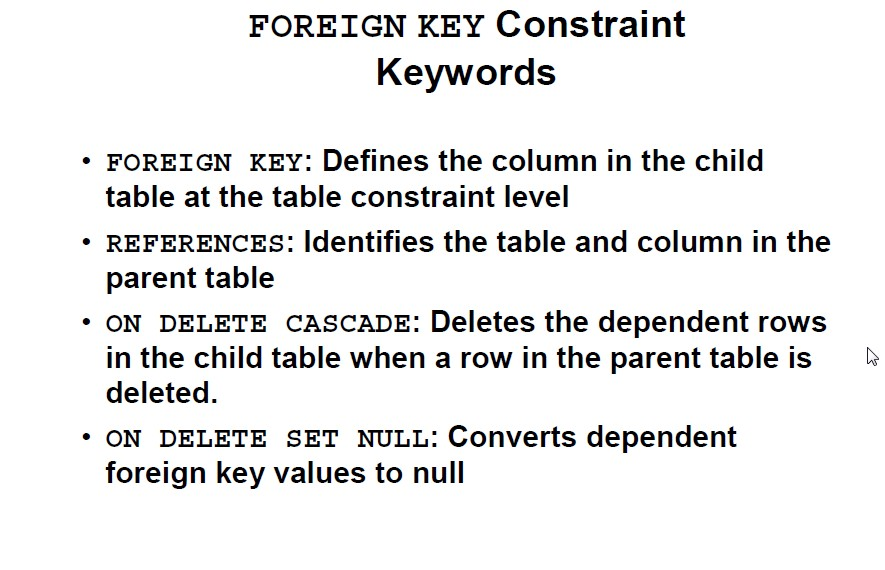 FOREIGN KEY Constraint
Keywords
• FOREIGN KEY: Defines the column in the child
table at the table constraint level
• REFERENCES: Identifies the table and column in the
parent table
• ON DELETE CASCADE: Deletes the dependent rows
in the child table when a row in the parent table is
deleted.
• ON DELETE SET NULL: Converts dependent
foreign key values to null